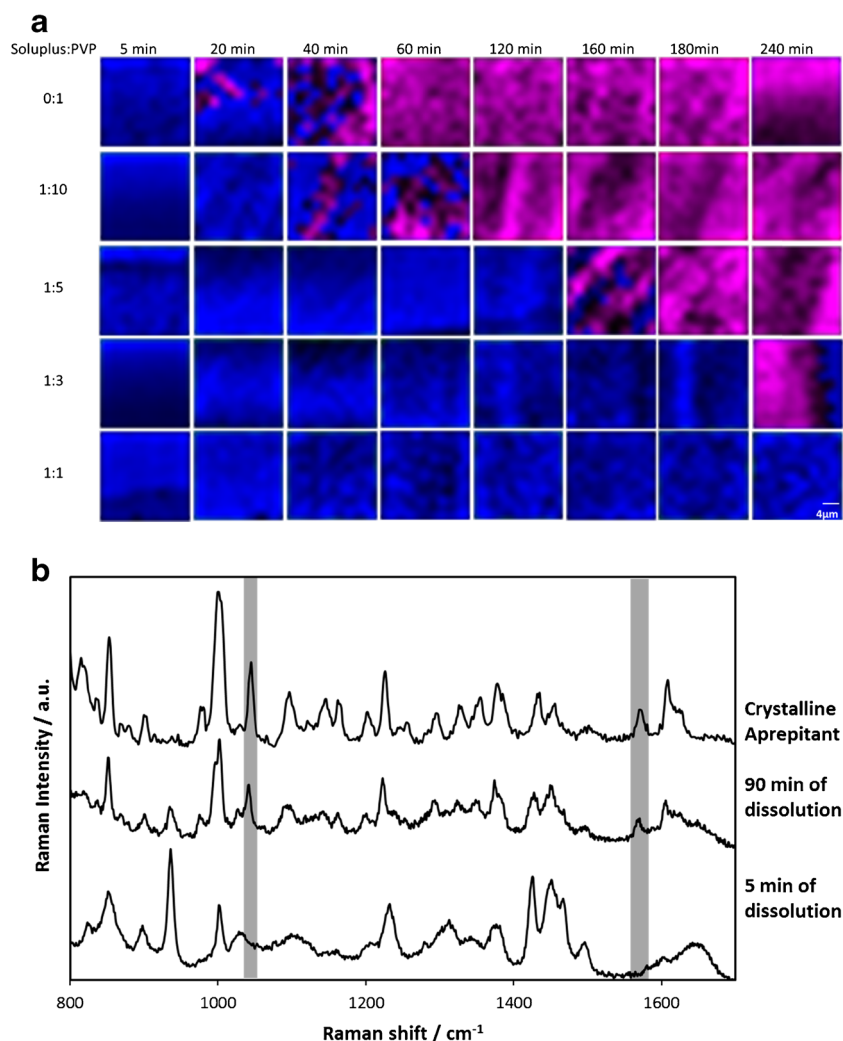 a
Soluplus:PVP 5 min 20 min 40 min 60 min 120 min 160 min 180min 240 min
0:1
1:10
1:5
1:3
1:1
4µm
b
Raman Intensity / a.u.
Crystalline
Aprepitant
90 min of
dissolution
5 min of
dissolution
800 1000 1200 1400 1600
Raman shift / cm⁻¹